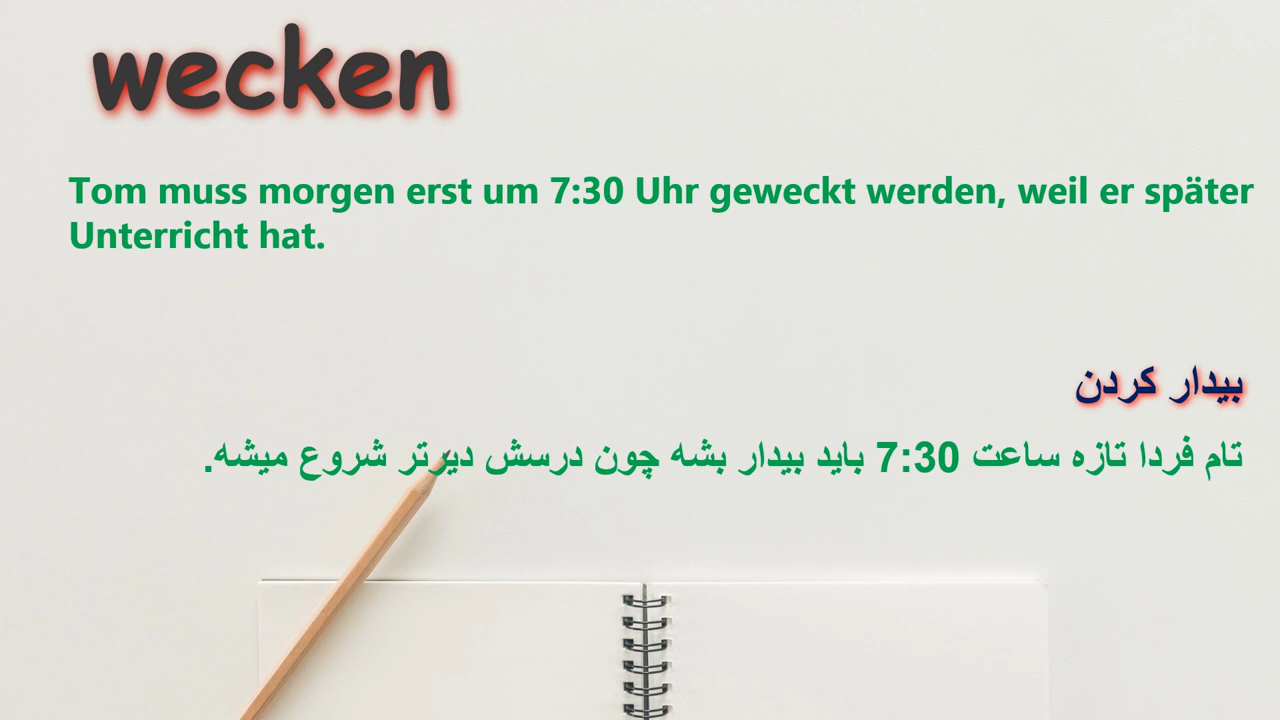 wecken
Tom muss morgen erst um 7:30 Uhr geweckt werden, weil er später
Unterricht hat.
بیدار کردن
تام فردا تازه ساعت 7:30 باید بیدار بشه چون درسش دیرتر شروع میشه.